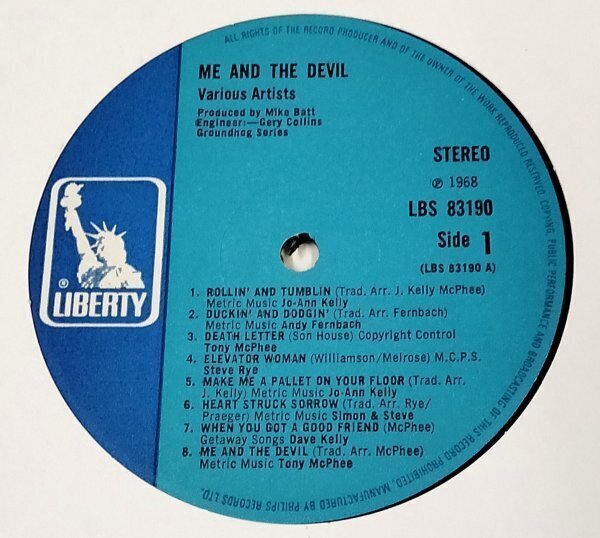 ALL RIGHTS OF THE RECORD PRODUCER AND OF THE OWNER OF THE WORK REPRODUCED RESERVED. COPYING, PUBLIC PERFORMANCE AND BROADCASTING OF THIS RECORD PROHIBITED. MANUFACTURED BY PHILIPS RECORDS LTD.
ME AND THE DEVIL
Various Artists
Produced by Mike Batt
Engineer:—Gery Collins
Groundhog Series
STEREO
℗ 1968
LBS 83190
Side 1
(LBS 83190 A)
® LIBERTY
1. ROLLIN' AND TUMBLIN (Trad. Arr. J. Kelly McPhee)
Metric Music Jo-Ann Kelly
2. DUCKIN' AND DODGIN' (Trad. Arr. Fernbach)
Metric Music Andy Fernbach
3. DEATH LETTER (Son House) Copyright Control
Tony McPhee
4. ELEVATOR WOMAN (Williamson/Melrose) M.C.P.S.
Steve Rye
5. MAKE ME A PALLET ON YOUR FLOOR (Trad. Arr.
J. Kelly) Metric Music Jo-Ann Kelly
6. HEART STRUCK SORROW (Trad. Arr. Rye/
Praeger) Metric Music Simon & Steve
7. WHEN YOU GOT A GOOD FRIEND (McPhee)
Getaway Songs Dave Kelly
8. ME AND THE DEVIL (Trad. Arr. McPhee)
Metric Music Tony McPhee